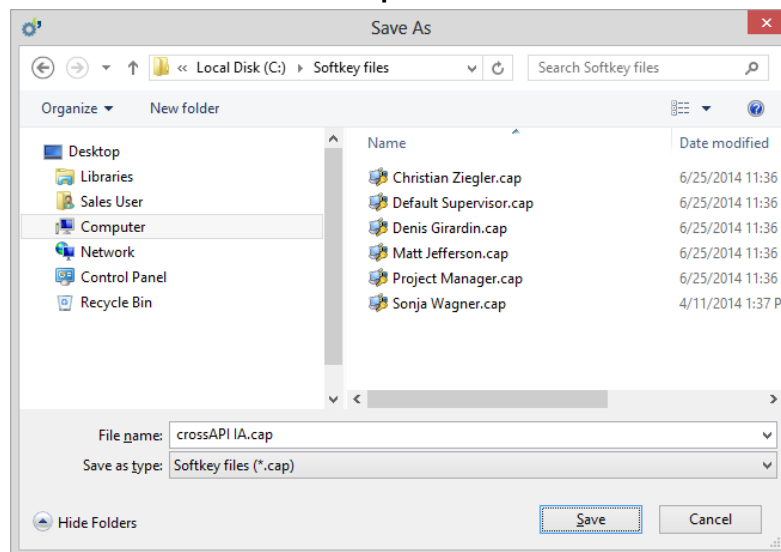 Save As
« Local Disk (C:) ▸ Softkey files
Search Softkey files
Organize
New folder
Desktop
Libraries
Sales User
Computer
Network
Control Panel
Recycle Bin
Name
Date modified
Christian Ziegler.cap
6/25/2014 11:36
Default Supervisor.cap
6/25/2014 11:36
Denis Girardin.cap
6/25/2014 11:36
Matt Jefferson.cap
6/25/2014 11:36
Project Manager.cap
6/25/2014 11:36
Sonja Wagner.cap
4/11/2014 1:37 P
File name: crossAPI IA.cap
Save as type: Softkey files (*.cap)
Hide Folders
Save
Cancel